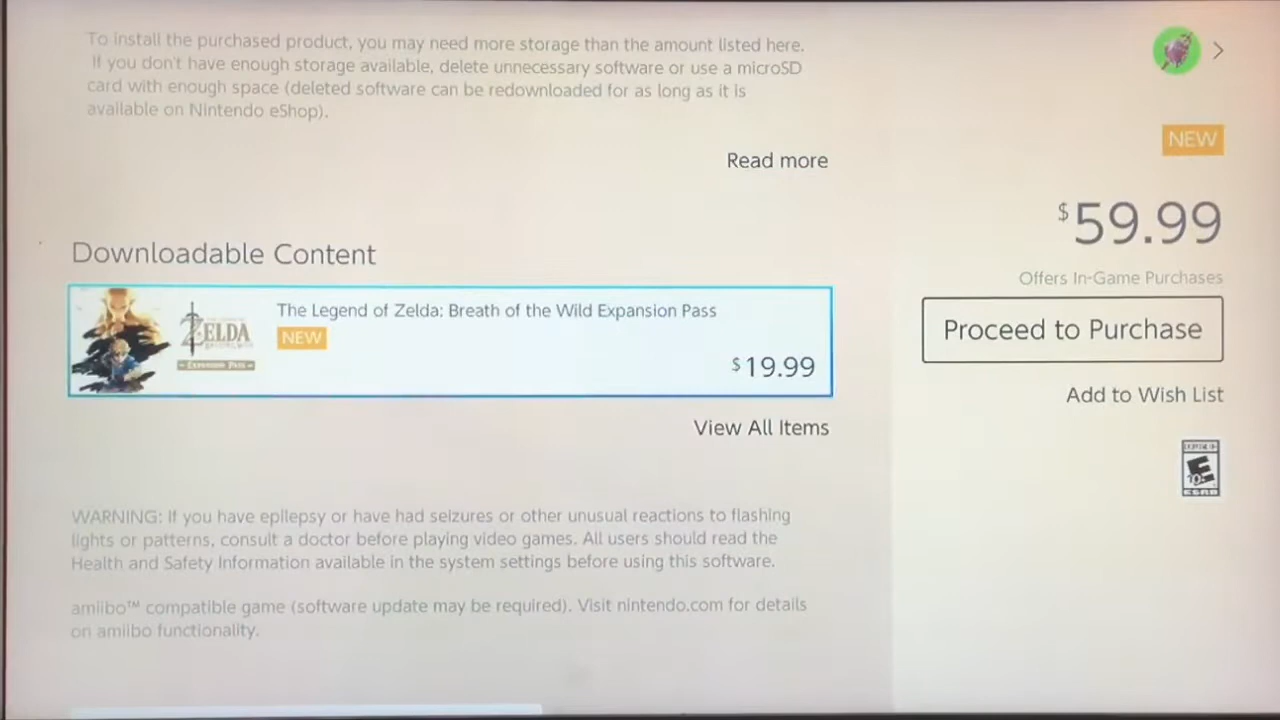 To install the purchased product, you may need more storage than the amount listed here.
If you don't have enough storage available, delete unnecessary software or use a microSD
card with enough space (deleted software can be redownloaded for as long as it is
available on Nintendo eShop).
NEW
Read more
$59.99
Downloadable Content
Offers In-Game Purchases
The Legend of Zelda: Breath of the Wild Expansion Pass
NEW
ZELDA
EXPANSION PASS
$19.99
Proceed to Purchase
Add to Wish List
View All Items
E
10+
ESRB
WARNING: If you have epilepsy or have had seizures or other unusual reactions to flashing
lights or patterns, consult a doctor before playing video games. All users should read the
Health and Safety Information available in the system settings before using this software.
amiibo™ compatible game (software update may be required). Visit nintendo.com for details
on amiibo functionality.